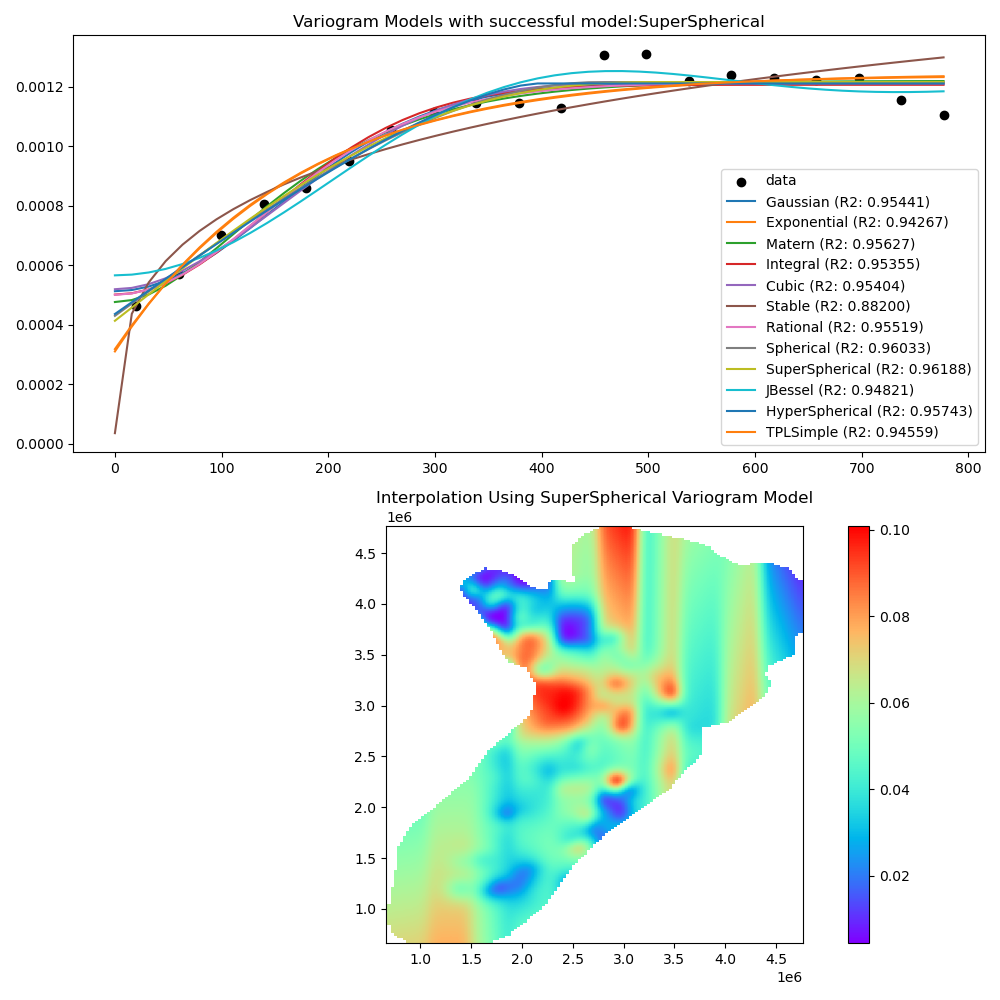 Variogram Models with successful model:SuperSpherical
0.0012
0.0010
0.0008
0.0006
0.0004
0.0002
0.0000
data
Gaussian (R2: 0.95441)
Exponential (R2: 0.94267)
Matern (R2: 0.95627)
Integral (R2: 0.95355)
Cubic (R2: 0.95404)
Stable (R2: 0.88200)
Rational (R2: 0.95519)
Spherical (R2: 0.96033)
SuperSpherical (R2: 0.96188)
JBessel (R2: 0.94821)
HyperSpherical (R2: 0.95743)
TPLSimple (R2: 0.94559)
0 100 200 300 400 500 600 700 800
Interpolation Using SuperSpherical Variogram Model
1e6
4.5
4.0
3.5
3.0
2.5
2.0
1.5
1.0
1.0 1.5 2.0 2.5 3.0 3.5 4.0 4.5
1e6
0.10
0.08
0.06
0.04
0.02